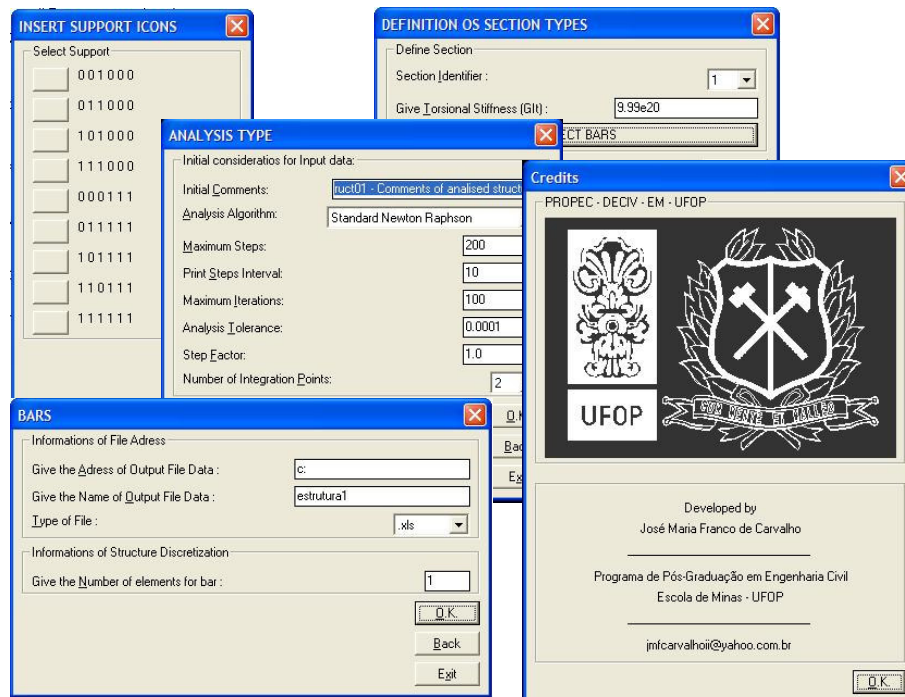 INSERT SUPPORT ICONS
Select Support
001000
011000
101000
111000
000111
011111
101111
110111
111111
DEFINITION OS SECTION TYPES
Define Section
Section Identifier : 1
Give Torsional Stiffness (GIt) : 9.99e20
ECT BARS
ANALYSIS TYPE
Initial consideratios for Input data:
Initial Comments: ruct01 - Comments of analised struct
Analysis Algorithm: Standard Newton Raphson
Maximum Steps: 200
Print Steps Interval: 10
Maximum Iterations: 100
Analysis Tolerance: 0.0001
Step Factor: 1.0
Number of Integration Points: 2
O.K
Bac
Ex
BARS
Informations of File Adress
Give the Adress of Output File Data : c:
Give the Name of Output File Data : estrutura1
Type of File : .xls
Informations of Structure Discretization
Give the Number of elements for bar : 1
O.K.
Back
Exit
Credits
PROPEC - DECIV - EM - UFOP
UFOP
CUM MENTE ET MALLEO
Developed by
José Maria Franco de Carvalho
Programa de Pós-Graduação em Engenharia Civil
Escola de Minas - UFOP
jmfcarvalhoii@yahoo.com.br
O.K.